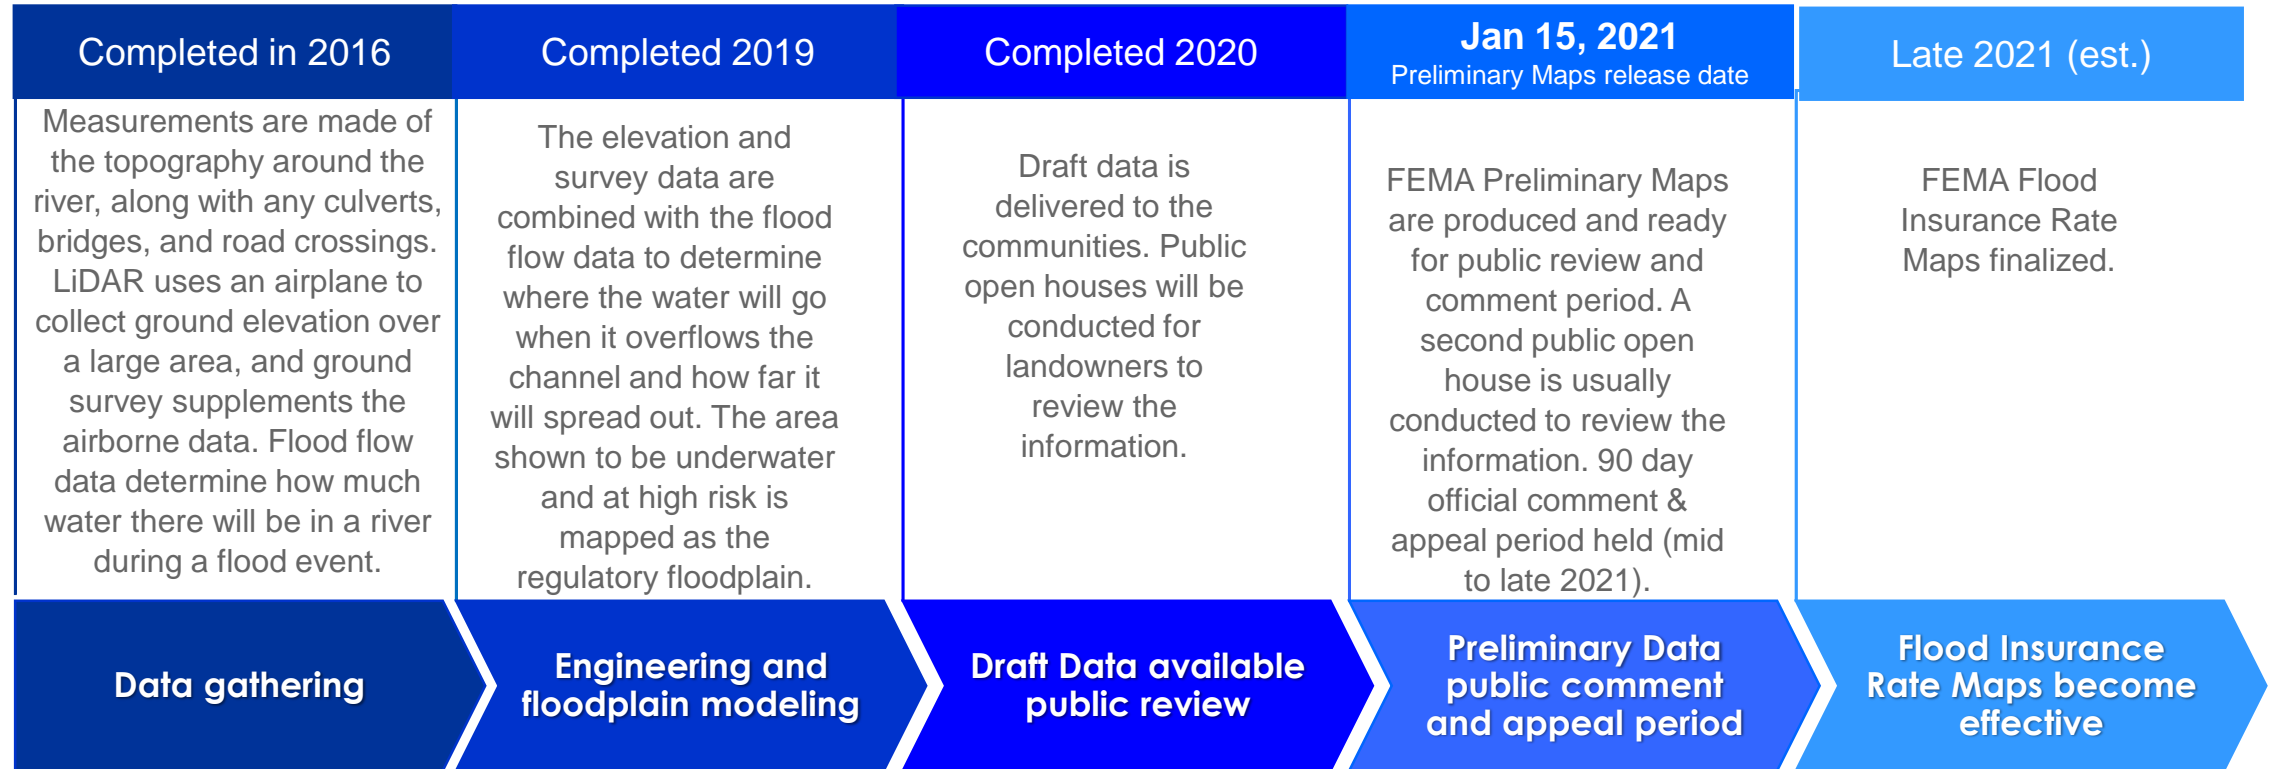 Completed in 2016
Measurements are made of
the topography around the
river, along with any culverts,
bridges, and road crossings.
LiDAR uses an airplane to
collect ground elevation over
a large area, and ground
survey supplements the
airborne data. Flood flow
data determine how much
water there will be in a river
during a flood event.
Data gathering
Completed 2019
The elevation and
survey data are
combined with the flood
flow data to determine
where the water will go
when it overflows the
channel and how far it
will spread out. The area
shown to be underwater
and at high risk is
mapped as the
regulatory floodplain.
Engineering and
floodplain modeling
Completed 2020
Draft data is
delivered to the
communities. Public
open houses will be
conducted for
landowners to
review the
information.
Draft Data available
public review
Jan 15, 2021
Preliminary Maps release date
FEMA Preliminary Maps
are produced and ready
for public review and
comment period. A
second public open
house is usually
conducted to review the
information. 90 day
official comment &
appeal period held (mid
to late 2021).
Preliminary Data
public comment
and appeal period
Late 2021 (est.)
FEMA Flood
Insurance Rate
Maps finalized.
Flood Insurance
Rate Maps become
effective